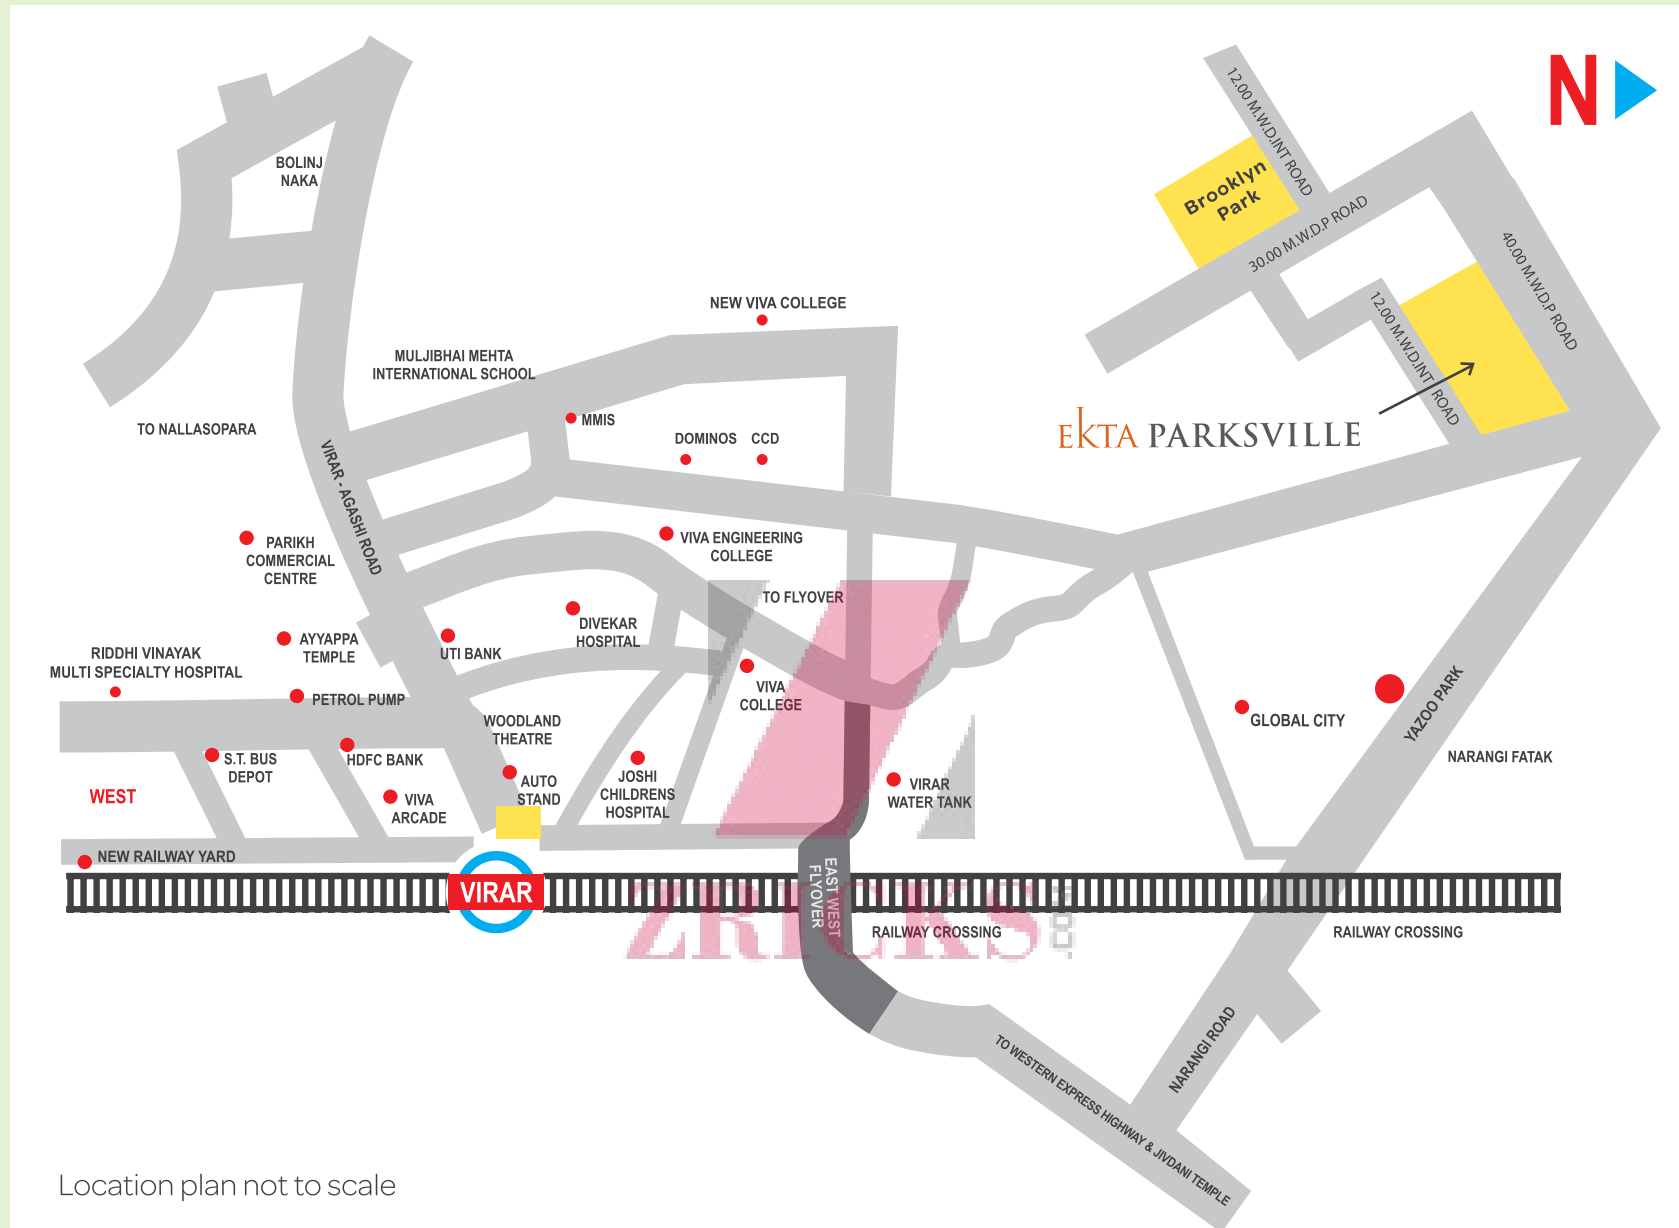 N
12.00 M.W.D.INT ROAD
BOLINJ
NAKA
Brooklyn
Park
30.00 M.W.D.P ROAD
40.00 M.W.D.P ROAD
NEW VIVA COLLEGE
12.00 M.W.D.INT ROAD
MULJIBHAI MEHTA
INTERNATIONAL SCHOOL
MMIS
TO NALLASOPARA
DOMINOS
CCD
EKTA PARKSVILLE
VIRAR - AGASHI ROAD
PARIKH
COMMERCIAL
CENTRE
VIVA ENGINEERING
COLLEGE
TO FLYOVER
DIVEKAR
HOSPITAL
AYYAPPA
TEMPLE
UTI BANK
RIDDHI VINAYAK
MULTI SPECIALTY HOSPITAL
PETROL PUMP
VIVA
COLLEGE
WOODLAND
THEATRE
GLOBAL CITY
YAZOO PARK
NARANGI FATAK
S.T. BUS
DEPOT
HDFC BANK
AUTO
STAND
JOSHI
CHILDRENS
HOSPITAL
VIRAR
WATER TANK
WEST
VIVA
ARCADE
NEW RAILWAY YARD
VIRAR
EAST WEST
FLYOVER
ZRICKS
.COM
RAILWAY CROSSING
RAILWAY CROSSING
NARANGI ROAD
TO WESTERN EXPRESS HIGHWAY & JIVDANI TEMPLE
Location plan not to scale